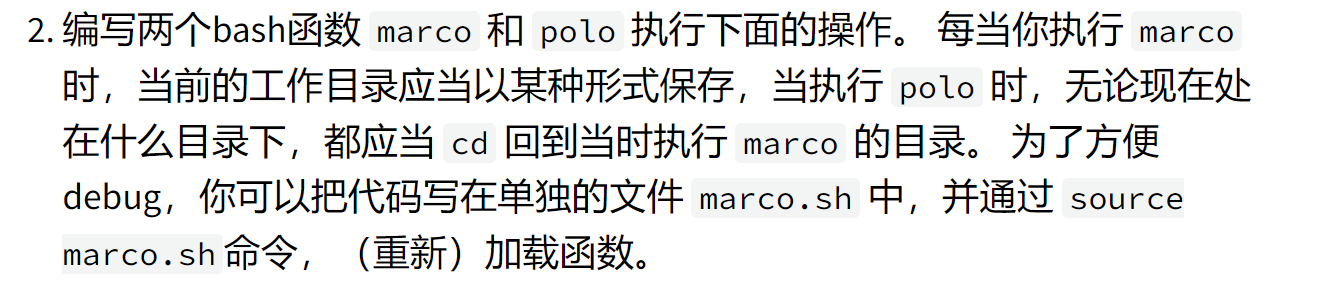 2. 编写两个bash函数 marco 和 polo 执行下面的操作。 每当你执行 marco
时，当前的工作目录应当以某种形式保存，当执行 polo 时，无论现在处
在什么目录下，都应当 cd 回到当时执行 marco 的目录。 为了方便
debug，你可以把代码写在单独的文件 marco.sh 中，并通过 source
marco.sh命令，（重新）加载函数。